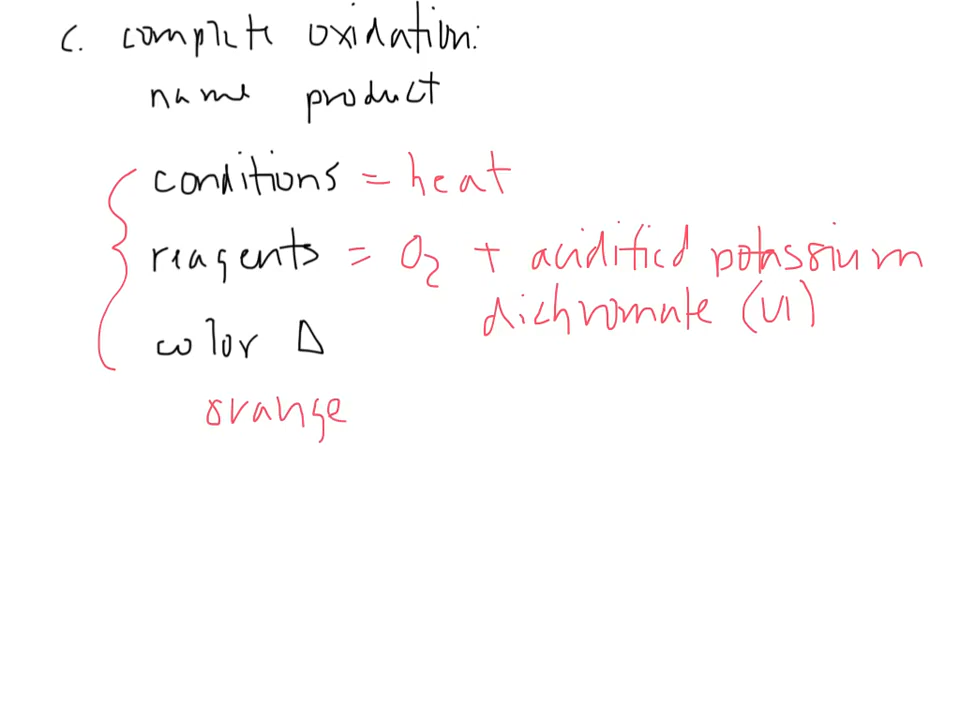 c. complete oxidation:
name product
conditions = heat
reagents = O₂ + acidified potassium
dichromate (VI)
color Δ
orange